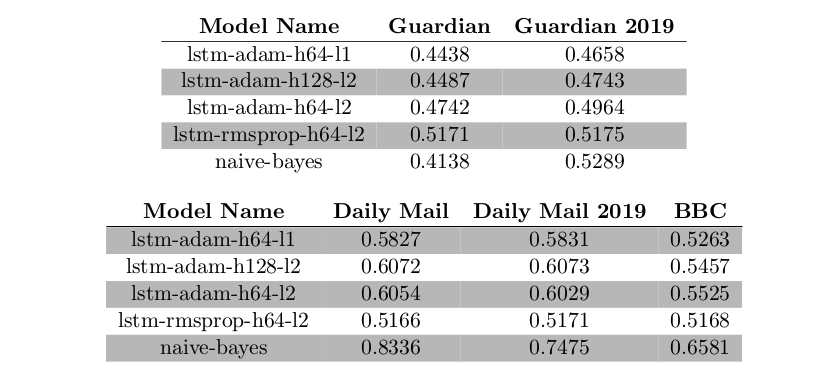 Model Name Guardian Guardian 2019
lstm-adam-h64-l1 0.4438 0.4658
lstm-adam-h128-l2 0.4487 0.4743
lstm-adam-h64-l2 0.4742 0.4964
lstm-rmsprop-h64-l2 0.5171 0.5175
naive-bayes 0.4138 0.5289
Model Name Daily Mail Daily Mail 2019 BBC
lstm-adam-h64-l1 0.5827 0.5831 0.5263
lstm-adam-h128-l2 0.6072 0.6073 0.5457
lstm-adam-h64-l2 0.6054 0.6029 0.5525
lstm-rmsprop-h64-l2 0.5166 0.5171 0.5168
naive-bayes 0.8336 0.7475 0.6581